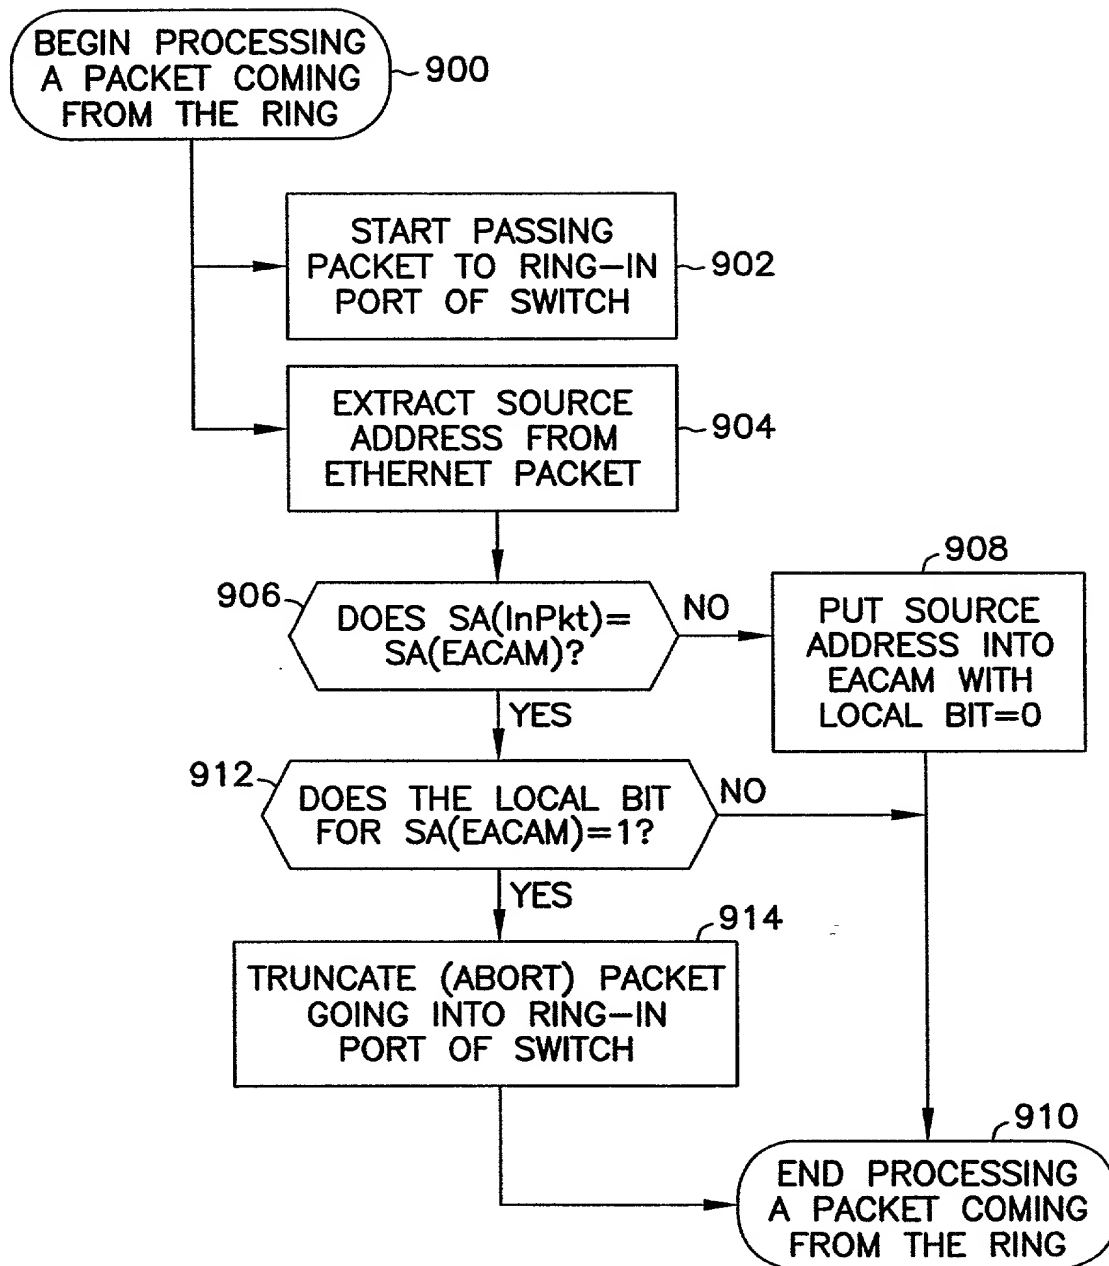 BEGIN PROCESSING
A PACKET COMING
FROM THE RING
900
START PASSING
PACKET TO RING-IN
PORT OF SWITCH
902
EXTRACT SOURCE
ADDRESS FROM
ETHERNET PACKET
904
906
DOES SA(InPkt)=
SA(EACAM)?
NO
YES
908
PUT SOURCE
ADDRESS INTO
EACAM WITH
LOCAL BIT=0
912
DOES THE LOCAL BIT
FOR SA(EACAM)=1?
NO
YES
914
TRUNCATE (ABORT) PACKET
GOING INTO RING-IN
PORT OF SWITCH
910
END PROCESSING
A PACKET COMING
FROM THE RING